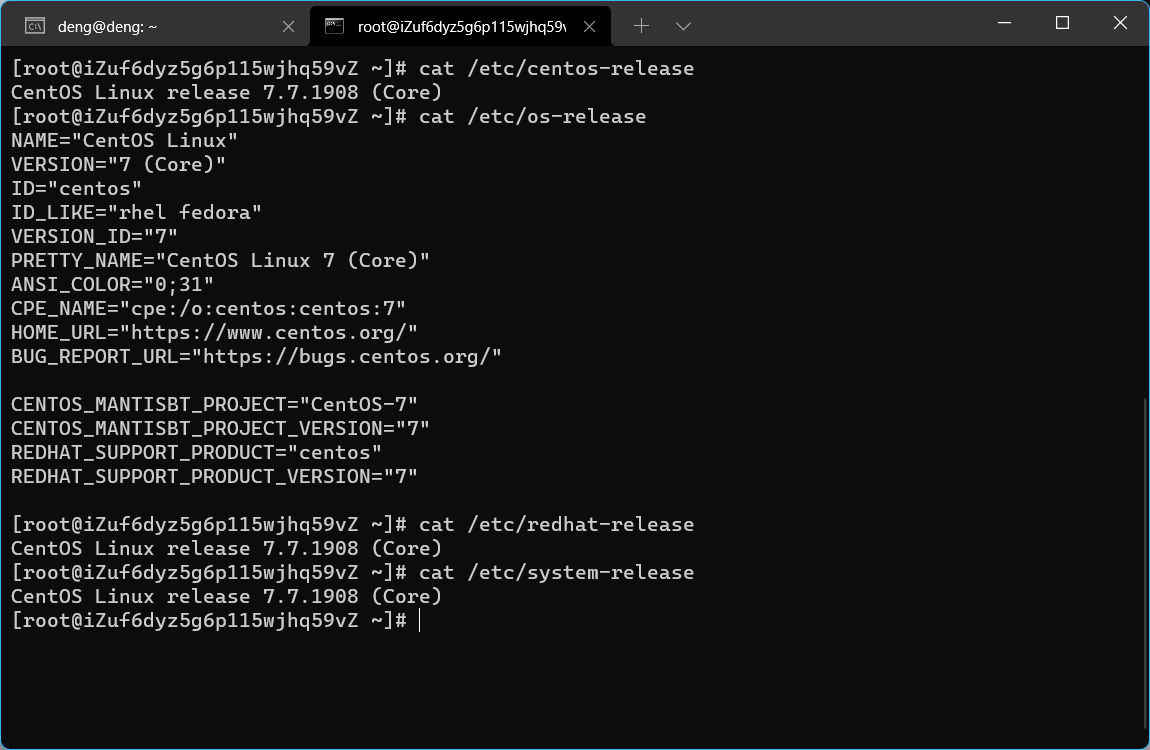 deng@deng: ~
root@iZuf6dyz5g6p115wjhq59v
[root@iZuf6dyz5g6p115wjhq59vZ ~]# cat /etc/centos-release
CentOS Linux release 7.7.1908 (Core)
[root@iZuf6dyz5g6p115wjhq59vZ ~]# cat /etc/os-release
NAME="CentOS Linux"
VERSION="7 (Core)"
ID="centos"
ID_LIKE="rhel fedora"
VERSION_ID="7"
PRETTY_NAME="CentOS Linux 7 (Core)"
ANSI_COLOR="0;31"
CPE_NAME="cpe:/o:centos:centos:7"
HOME_URL="https://www.centos.org/"
BUG_REPORT_URL="https://bugs.centos.org/"
CENTOS_MANTISBT_PROJECT="CentOS-7"
CENTOS_MANTISBT_PROJECT_VERSION="7"
REDHAT_SUPPORT_PRODUCT="centos"
REDHAT_SUPPORT_PRODUCT_VERSION="7"
[root@iZuf6dyz5g6p115wjhq59vZ ~]# cat /etc/redhat-release
CentOS Linux release 7.7.1908 (Core)
[root@iZuf6dyz5g6p115wjhq59vZ ~]# cat /etc/system-release
CentOS Linux release 7.7.1908 (Core)
[root@iZuf6dyz5g6p115wjhq59vZ ~]#